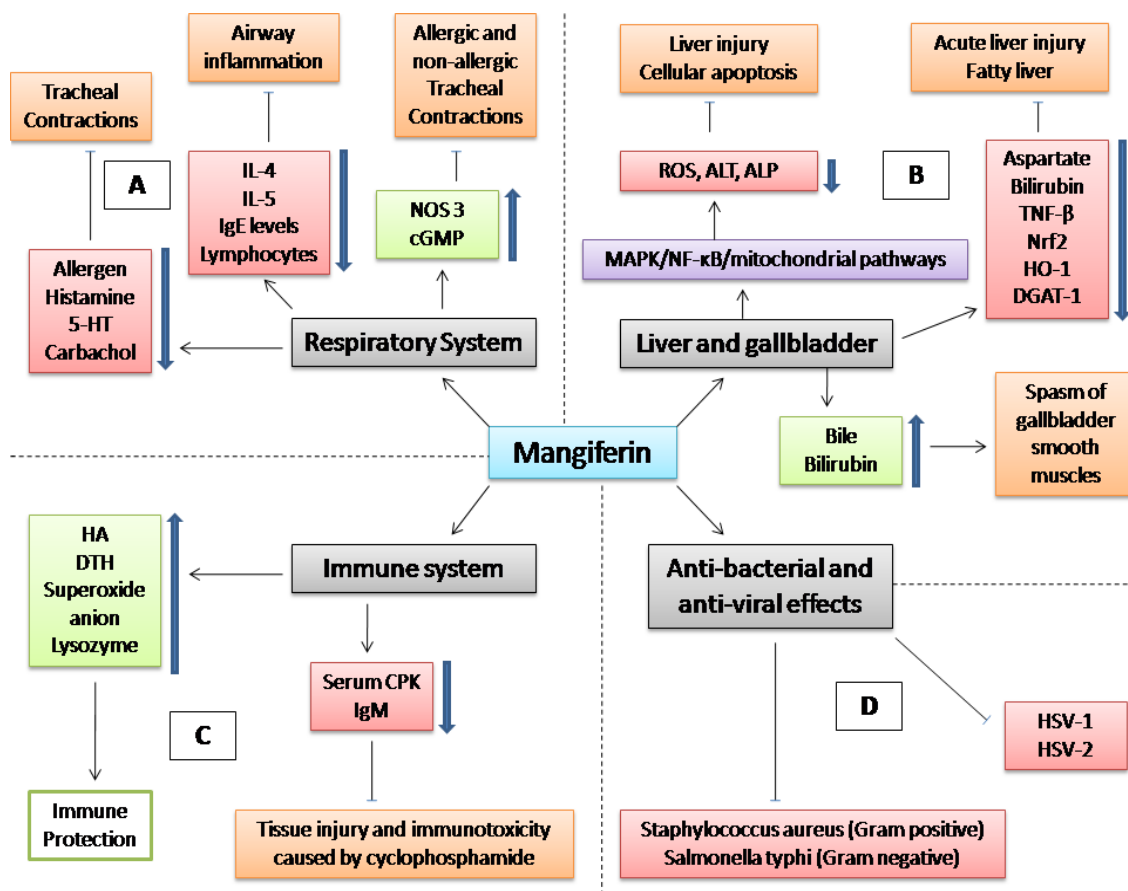 Tracheal
Contractions
Airway
inflammation
Allergic and
non-allergic
Tracheal
Contractions
A
IL-4
IL-5
IgE levels
Lymphocytes
NOS 3
cGMP
Allergen
Histamine
5-HT
Carbachol
Respiratory System
Liver injury
Cellular apoptosis
Acute liver injury
Fatty liver
ROS, ALT, ALP
B
Aspartate
Bilirubin
TNF-β
Nrf2
HO-1
DGAT-1
MAPK/NF-κB/mitochondrial pathways
Liver and gallbladder
Bile
Bilirubin
Spasm of
gallbladder
smooth
muscles
Mangiferin
HA
DTH
Superoxide
anion
Lysozyme
Immune system
Serum CPK
IgM
C
Immune
Protection
Tissue injury and immunotoxicity
caused by cyclophosphamide
Anti-bacterial and
anti-viral effects
D
HSV-1
HSV-2
Staphylococcus aureus (Gram positive)
Salmonella typhi (Gram negative)